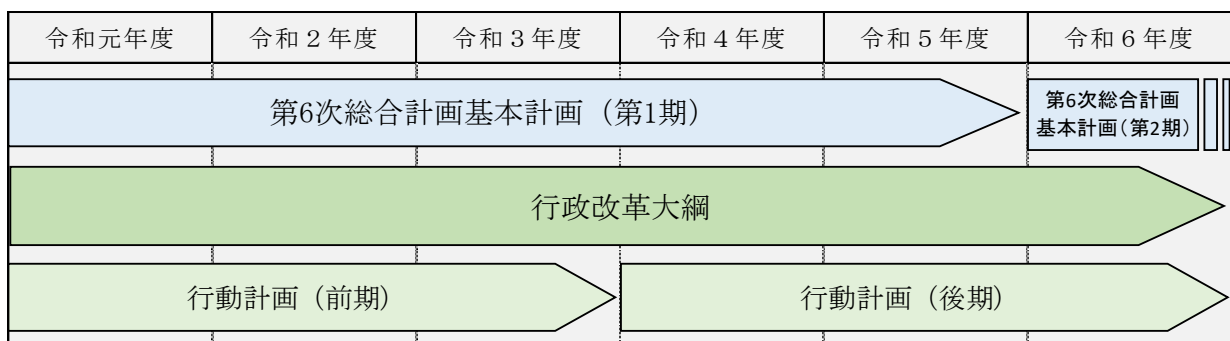 令和元年度 令和２年度 令和３年度 令和４年度 令和５年度 令和６年度
第6次総合計画基本計画（第1期）
第6次総合計画
基本計画（第2期）
行政改革大綱
行動計画（前期） 行動計画（後期）